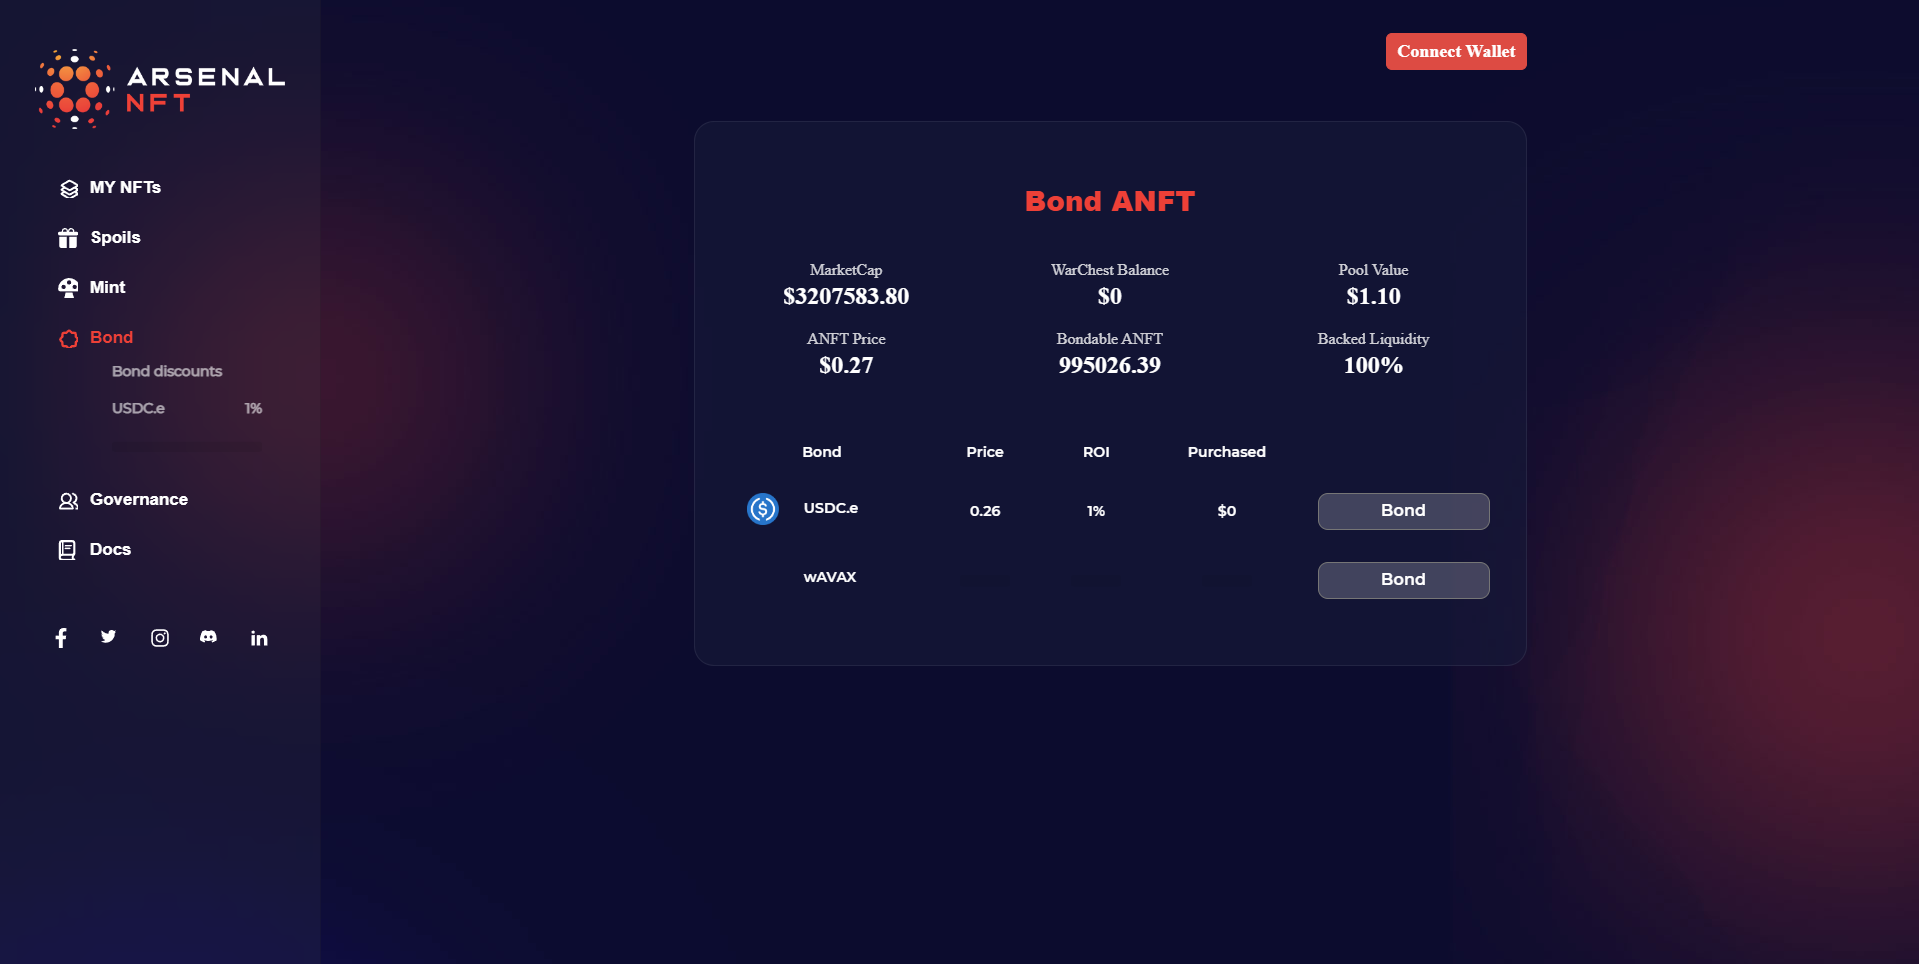 ARSENAL
NFT
Connect Wallet
MY NFTs
Spoils
Mint
Bond
Bond discounts
USDC.e 1%
Governance
Docs
Bond ANFT
MarketCap WarChest Balance Pool Value
$3207583.80 $0 $1.10
ANFT Price Bondable ANFT Backed Liquidity
$0.27 995026.39 100%
Bond Price ROI Purchased
USDC.e 0.26 1% $0 Bond
wAVAX Bond